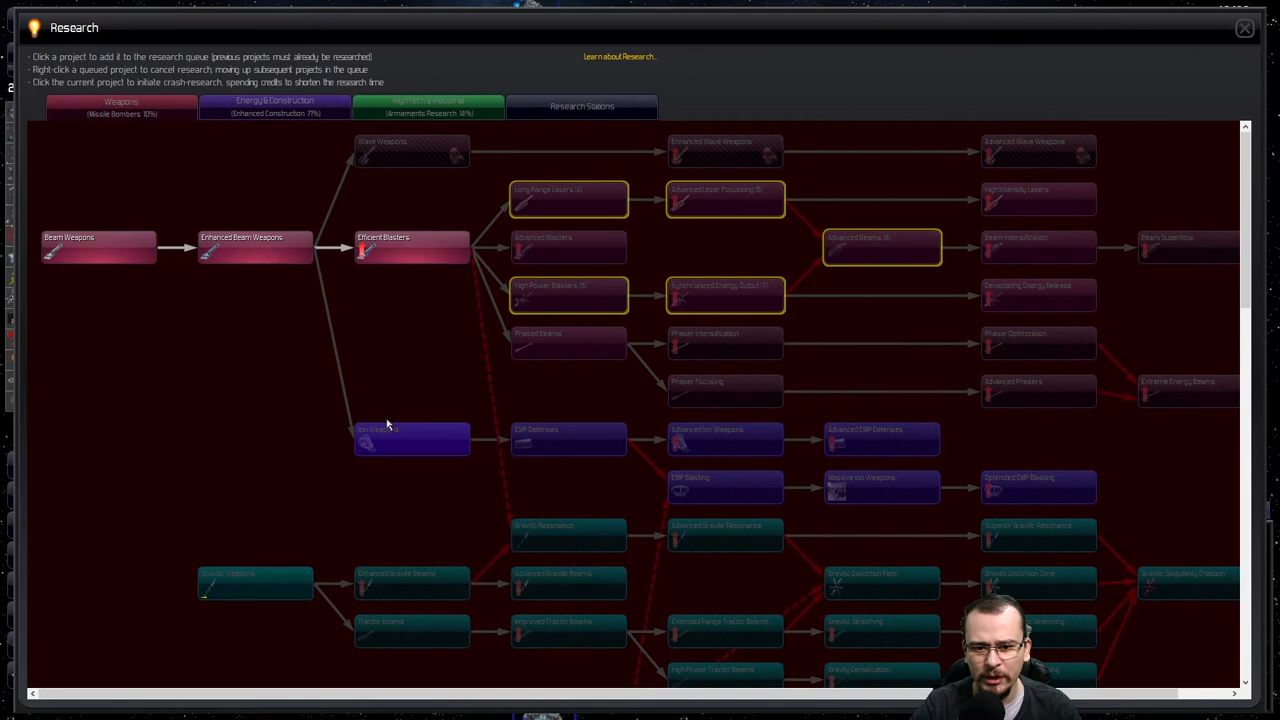 Research
- Click a project to add it to the research queue (previous projects must already be researched)
- Right-click a queued project to cancel research, moving up subsequent projects in the queue
- Click the current project to initiate crash-research, spending credits to shorten the research time
Learn about Research...
Weapons
(Missile Bombers 10%)
Energy & Construction
(Enhanced Construction 71%)
HighTech & Industrial
(Armaments Research 14%)
Research Stations
Wave Weapons
Enhanced Wave Weapons
Advanced Wave Weapons
Long Range Lasers (4)
Advanced Laser Focussing (6)
High Intensity Lasers
Beam Weapons
Enhanced Beam Weapons
Efficient Blasters
Advanced Blasters
Advanced Beams (8)
Beam Intensification
Beam Superflow
High Power Blasters (5)
Synchronized Energy Output (7)
Devastating Energy Release
Phased Beams
Phaser Intensification
Phaser Optimization
Phaser Focusing
Advanced Phasers
Extreme Energy Beams
Ion Weapons
EMP Defenses
Advanced Ion Weapons
Advanced EMP Defenses
EMP Blasting
Massive Ion Weapons
Optimized EMP Blasting
Gravitic Resonance
Advanced Gravitic Resonance
Superior Gravitic Resonance
Gravitic Weapons
Enhanced Gravitic Beams
Advanced Gravitic Beams
Gravitic Distortion Field
Gravitic Distortion Zone
Gravitic Singularity Creation
Tractor Beams
Improved Tractor Beams
Extended Range Tractor Beams
Gravitic Stretching
Stretching
High Power Tractor Beams